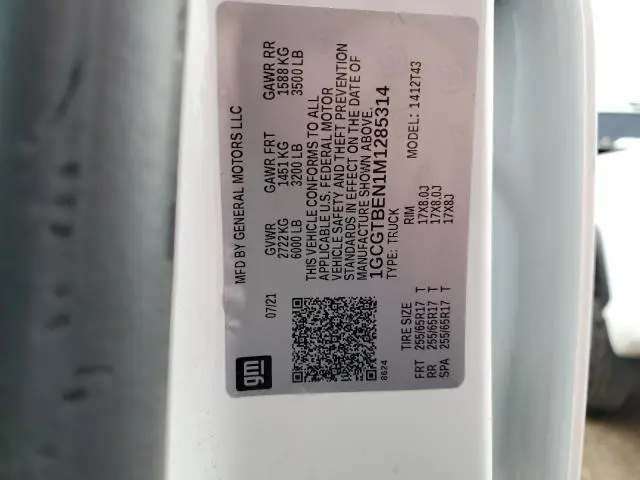 gm
MFD BY GENERAL MOTORS LLC
07/21
GVWR GAWR FRT GAWR RR
2722 KG 1451 KG 1588 KG
6000 LB 3200 LB 3500 LB
THIS VEHICLE CONFORMS TO ALL
APPLICABLE U.S. FEDERAL MOTOR
VEHICLE SAFETY AND THEFT PREVENTION
STANDARDS IN EFFECT ON THE DATE OF
MANUFACTURE SHOWN ABOVE.
1GCGTBEN1M1285314
TYPE: TRUCK MODEL: 1412T43
8624
TIRE SIZE RIM
FRT 255/65R17 T 17X8.0J
RR 255/65R17 T 17X8.0J
SPA 255/65R17 T 17X8J